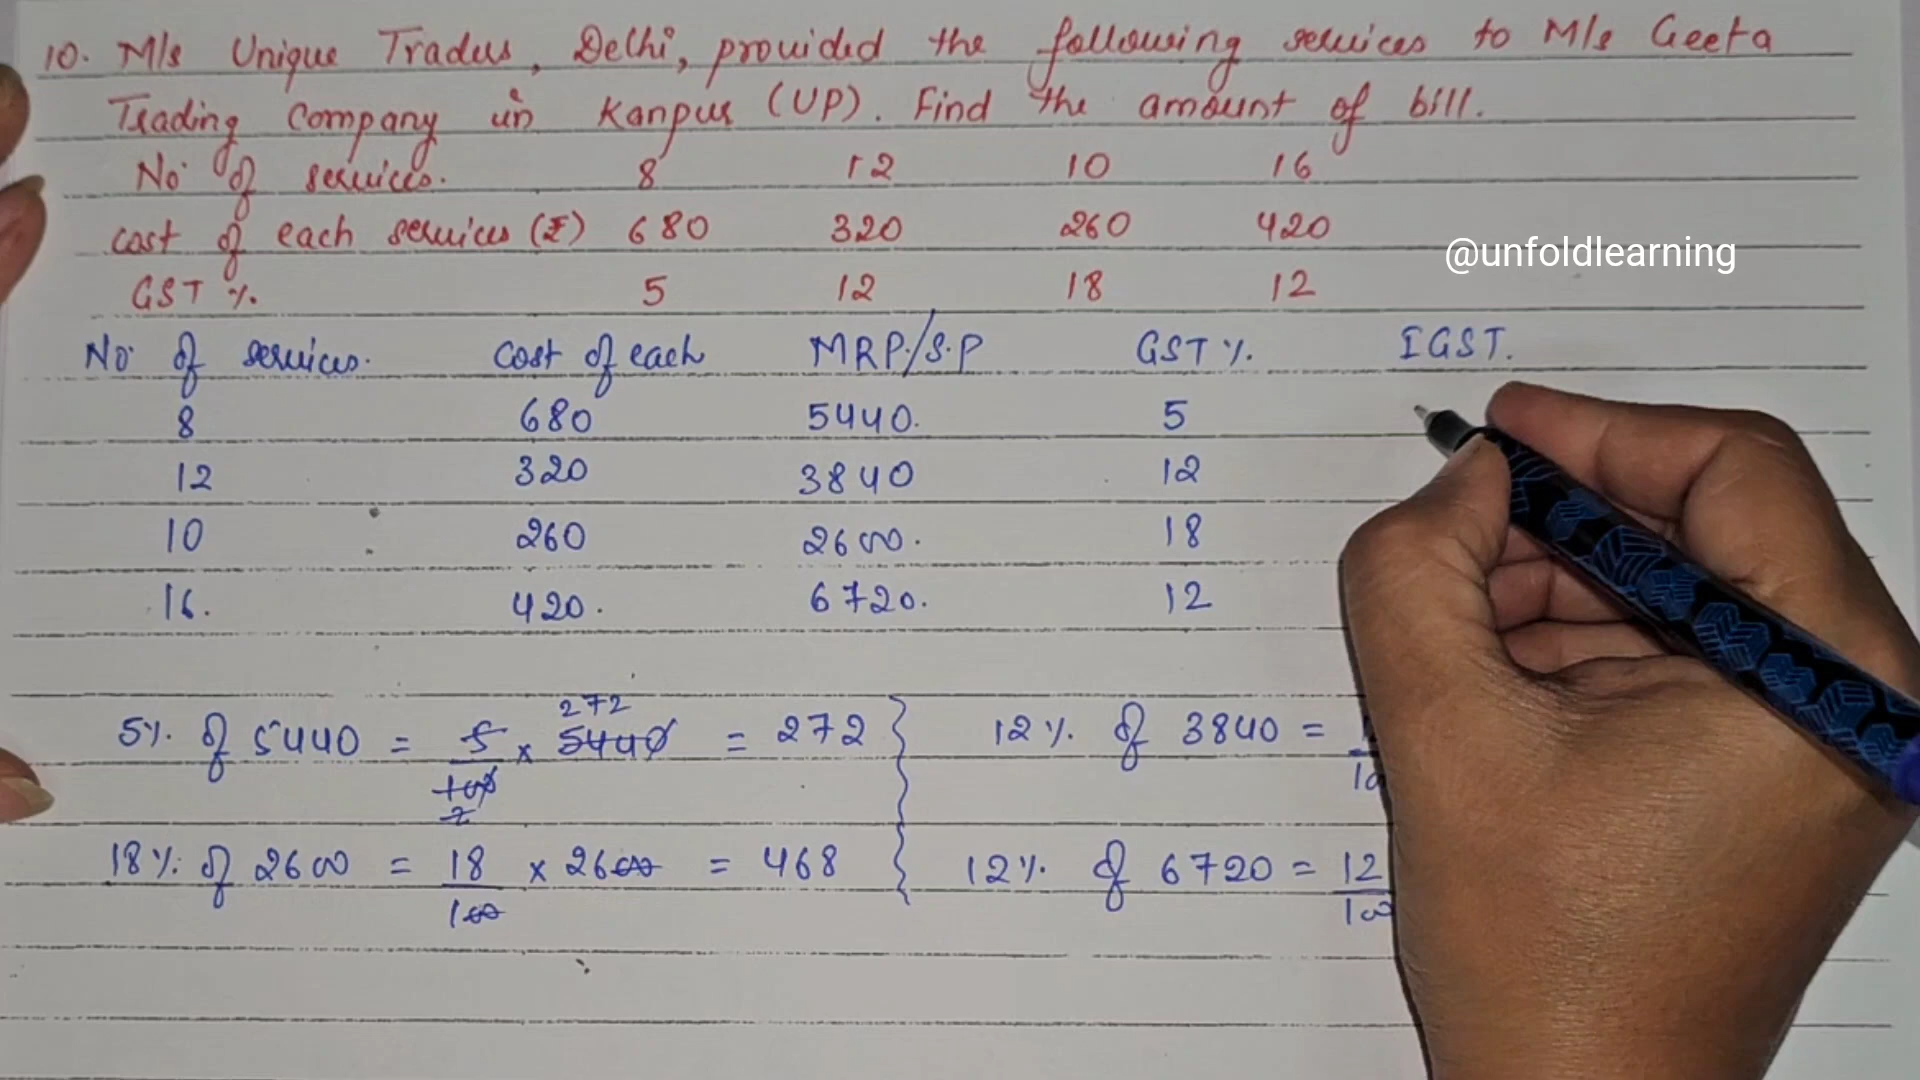 10. M/s Unique Traders, Delhi, provided the following services to M/s Geeta
Trading Company in Kanpur (UP). Find the amount of bill.
No. of services. 8 12 10 16
cost of each services (₹) 680 320 260 420
@unfoldlearning
GST % 5 12 18 12
No. of services. Cost of each MRP./S.P GST %. IGST.
8 680 5440. 5
12 320 3840 12
10 260 2600. 18
16. 420. 6720. 12
272
5%. of 5440 = 5/100 × 5440 = 272 12%. of 3840 =
18%. of 2600 = 18/100 × 2600 = 468 12%. of 6720 = 12/100